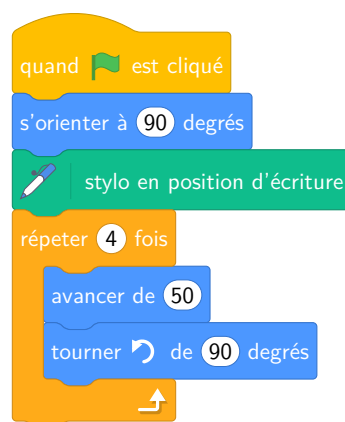 quand est cliqué
s'orienter à 90 degrés
stylo en position d'écriture
répeter 4 fois
avancer de 50
tourner de 90 degrés